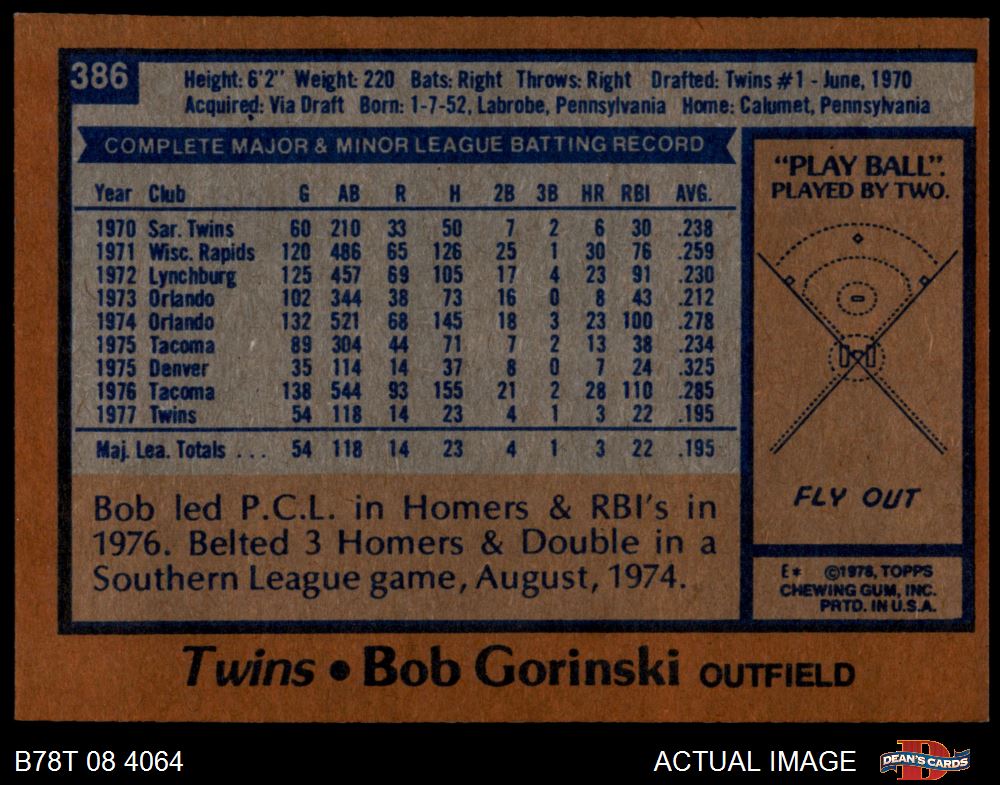 386
Height: 6'2" Weight: 220 Bats: Right Throws: Right Drafted: Twins #1 - June, 1970
Acquired: Via Draft Born: 1-7-52, Labrobe, Pennsylvania Home: Calumet, Pennsylvania
COMPLETE MAJOR & MINOR LEAGUE BATTING RECORD
Year Club G AB R H 2B 3B HR RBI AVG.
1970 Sar. Twins 60 210 33 50 7 2 6 30 .238
1971 Wisc. Rapids 120 486 65 126 25 1 30 76 .259
1972 Lynchburg 125 457 69 105 17 4 23 91 .230
1973 Orlando 102 344 38 73 16 0 8 43 .212
1974 Orlando 132 521 68 145 18 3 23 100 .278
1975 Tacoma 89 304 44 71 7 2 13 38 .234
1975 Denver 35 114 14 37 8 0 7 24 .325
1976 Tacoma 138 544 93 155 21 2 28 110 .285
1977 Twins 54 118 14 23 4 1 3 22 .195
Maj. Lea. Totals . . . 54 118 14 23 4 1 3 22 .195
Bob led P.C.L. in Homers & RBI's in
1976. Belted 3 Homers & Double in a
Southern League game, August, 1974.
"PLAY BALL".
PLAYED BY TWO.
FLY OUT
E* ©1978, TOPPS
CHEWING GUM, INC.
PRTD. IN U.S.A.
Twins • Bob Gorinski OUTFIELD
B78T 08 4064
ACTUAL IMAGE
D
DEAN'S CARDS